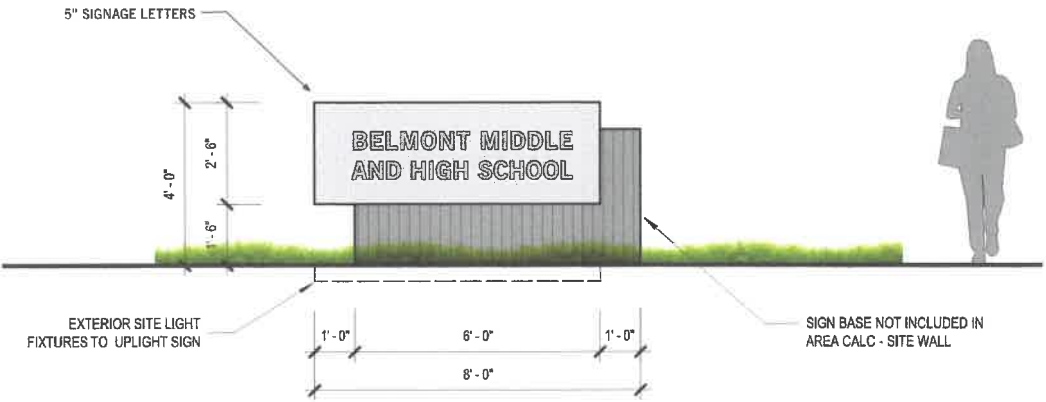 5" SIGNAGE LETTERS
BELMONT MIDDLE
AND HIGH SCHOOL
4' - 0"
2' - 6"
1' - 6"
EXTERIOR SITE LIGHT
FIXTURES TO UPLIGHT SIGN
1' - 0"
6' - 0"
1' - 0"
8' - 0"
SIGN BASE NOT INCLUDED IN
AREA CALC - SITE WALL